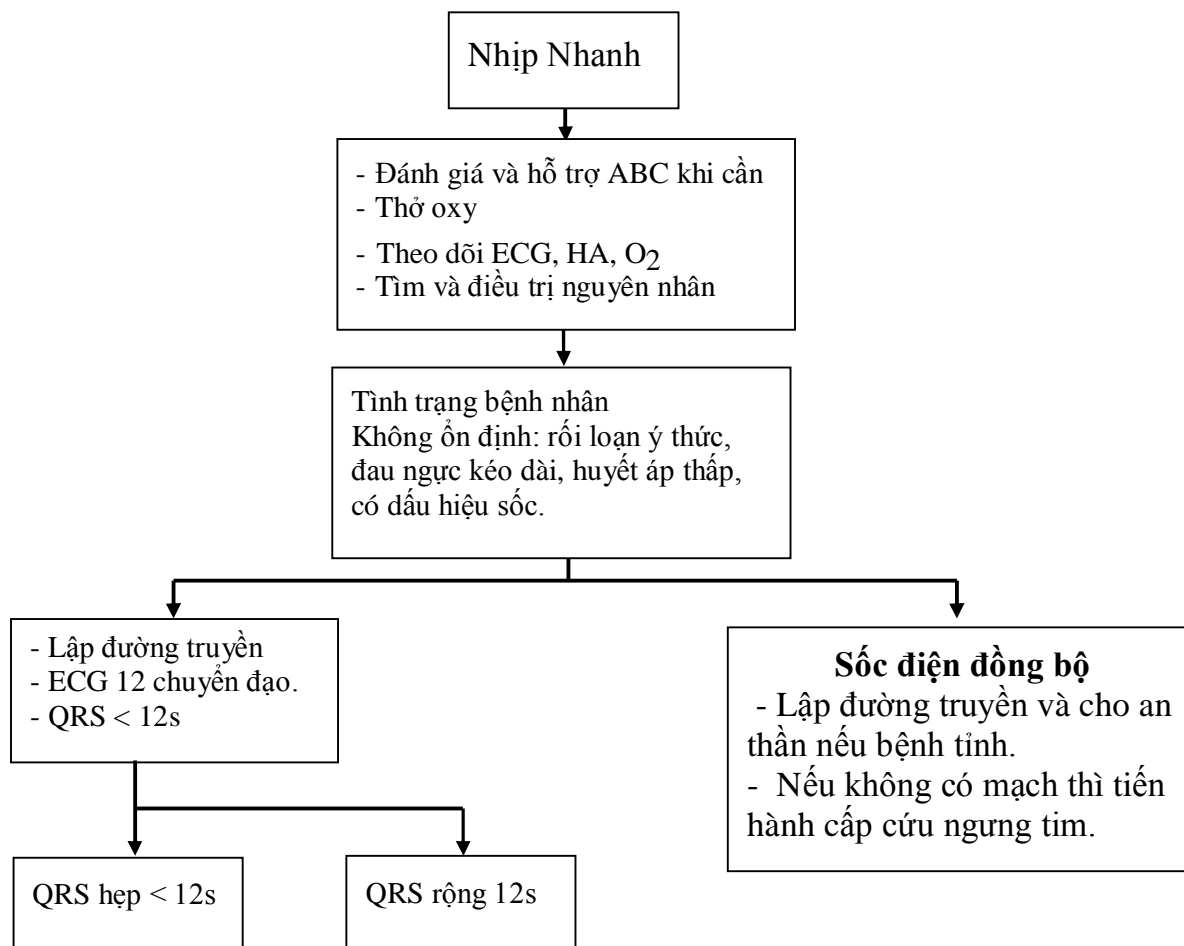 Nhịp Nhanh
- Đánh giá và hỗ trợ ABC khi cần
- Thở oxy
- Theo dõi ECG, HA, O2
- Tìm và điều trị nguyên nhân
Tình trạng bệnh nhân
Không ổn định: rối loạn ý thức,
đau ngực kéo dài, huyết áp thấp,
có dấu hiệu sốc.
- Lập đường truyền
- ECG 12 chuyển đạo.
- QRS < 12s
Sốc điện đồng bộ
- Lập đường truyền và cho an
thần nếu bệnh tỉnh.
- Nếu không có mạch thì tiến
hành cấp cứu ngưng tim.
QRS hẹp < 12s
QRS rộng 12s